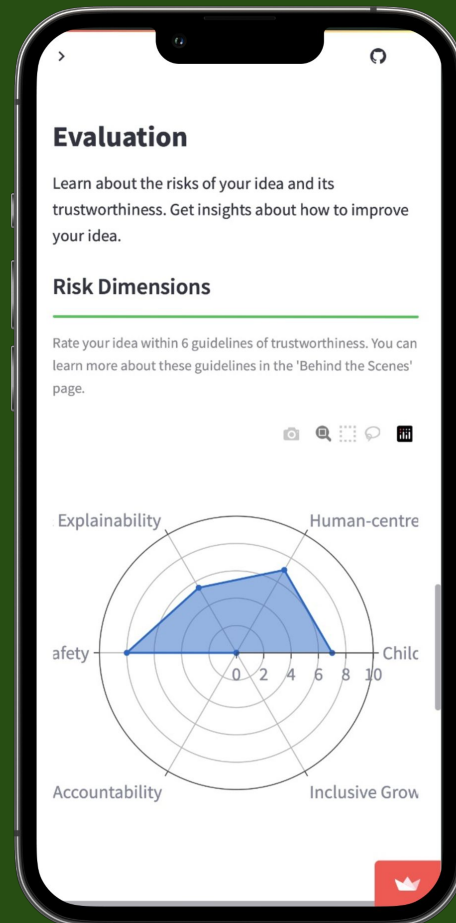 Evaluation
Learn about the risks of your idea and its
trustworthiness. Get insights about how to improve
your idea.
Risk Dimensions
Rate your idea within 6 guidelines of trustworthiness. You can
learn more about these guidelines in the 'Behind the Scenes'
page.
Explainability
Human-centre
afety
Chilc
0 2 4 6 8 10
Accountability
Inclusive Grow